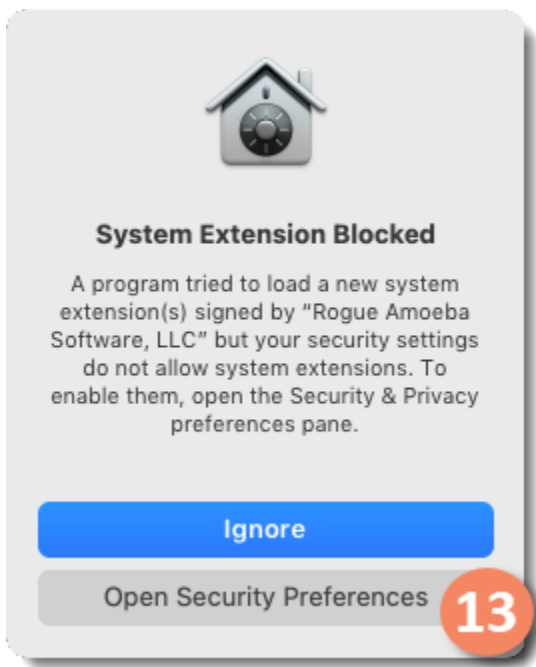 System Extension Blocked
A program tried to load a new system
extension(s) signed by “Rogue Amoeba
Software, LLC” but your security settings
do not allow system extensions. To
enable them, open the Security & Privacy
preferences pane.
Ignore
Open Security Preferences
13